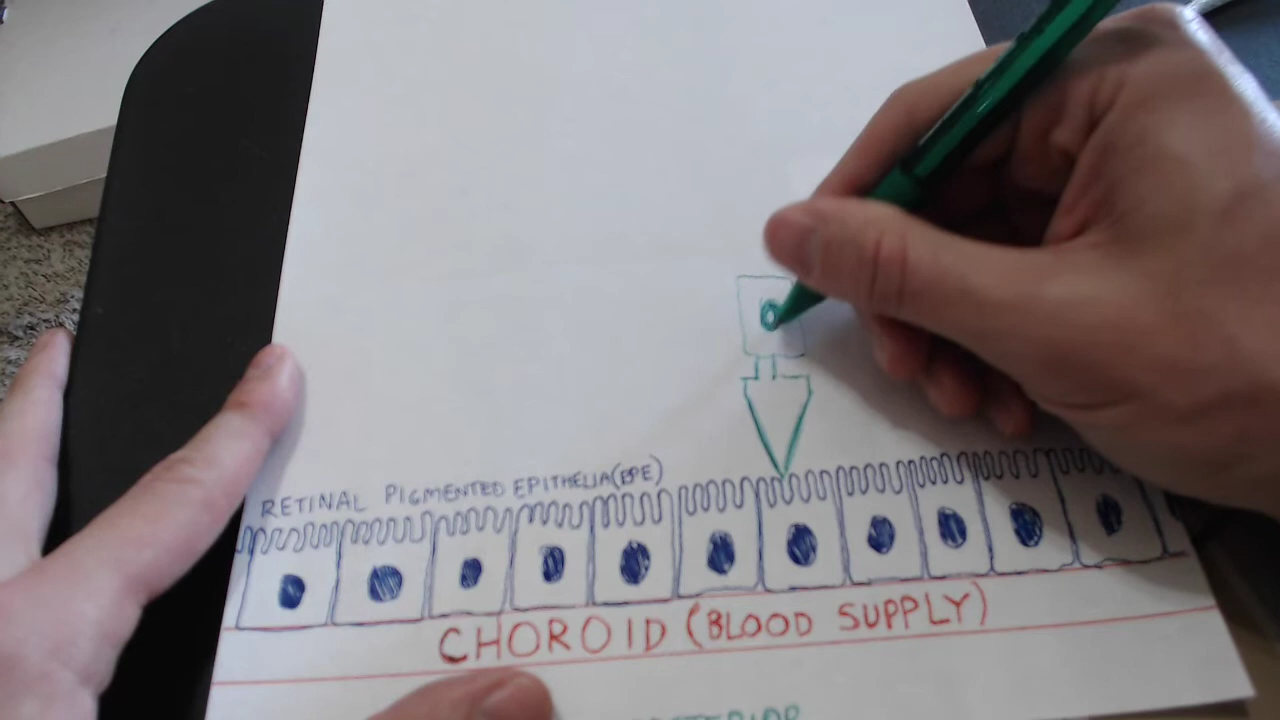 RETINAL PIGMENTED EPITHELIA (RPE)
CHOROID (BLOOD SUPPLY)